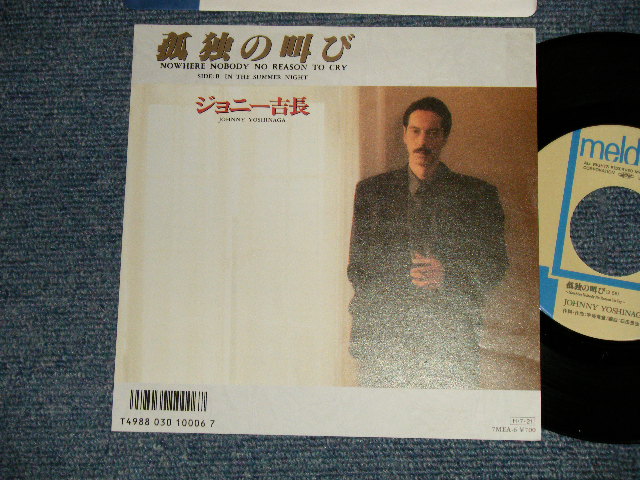 孤独の叫び
NOWHERE NOBODY NO REASON TO CRY
SIDE:B IN THE SUMMER NIGHT
ジョニー吉長
JOHNNY YOSHINAGA
T4988 030 10006 7
7MEA-6 ¥700
meld
孤独の叫び
JOHNNY YOSHINAGA